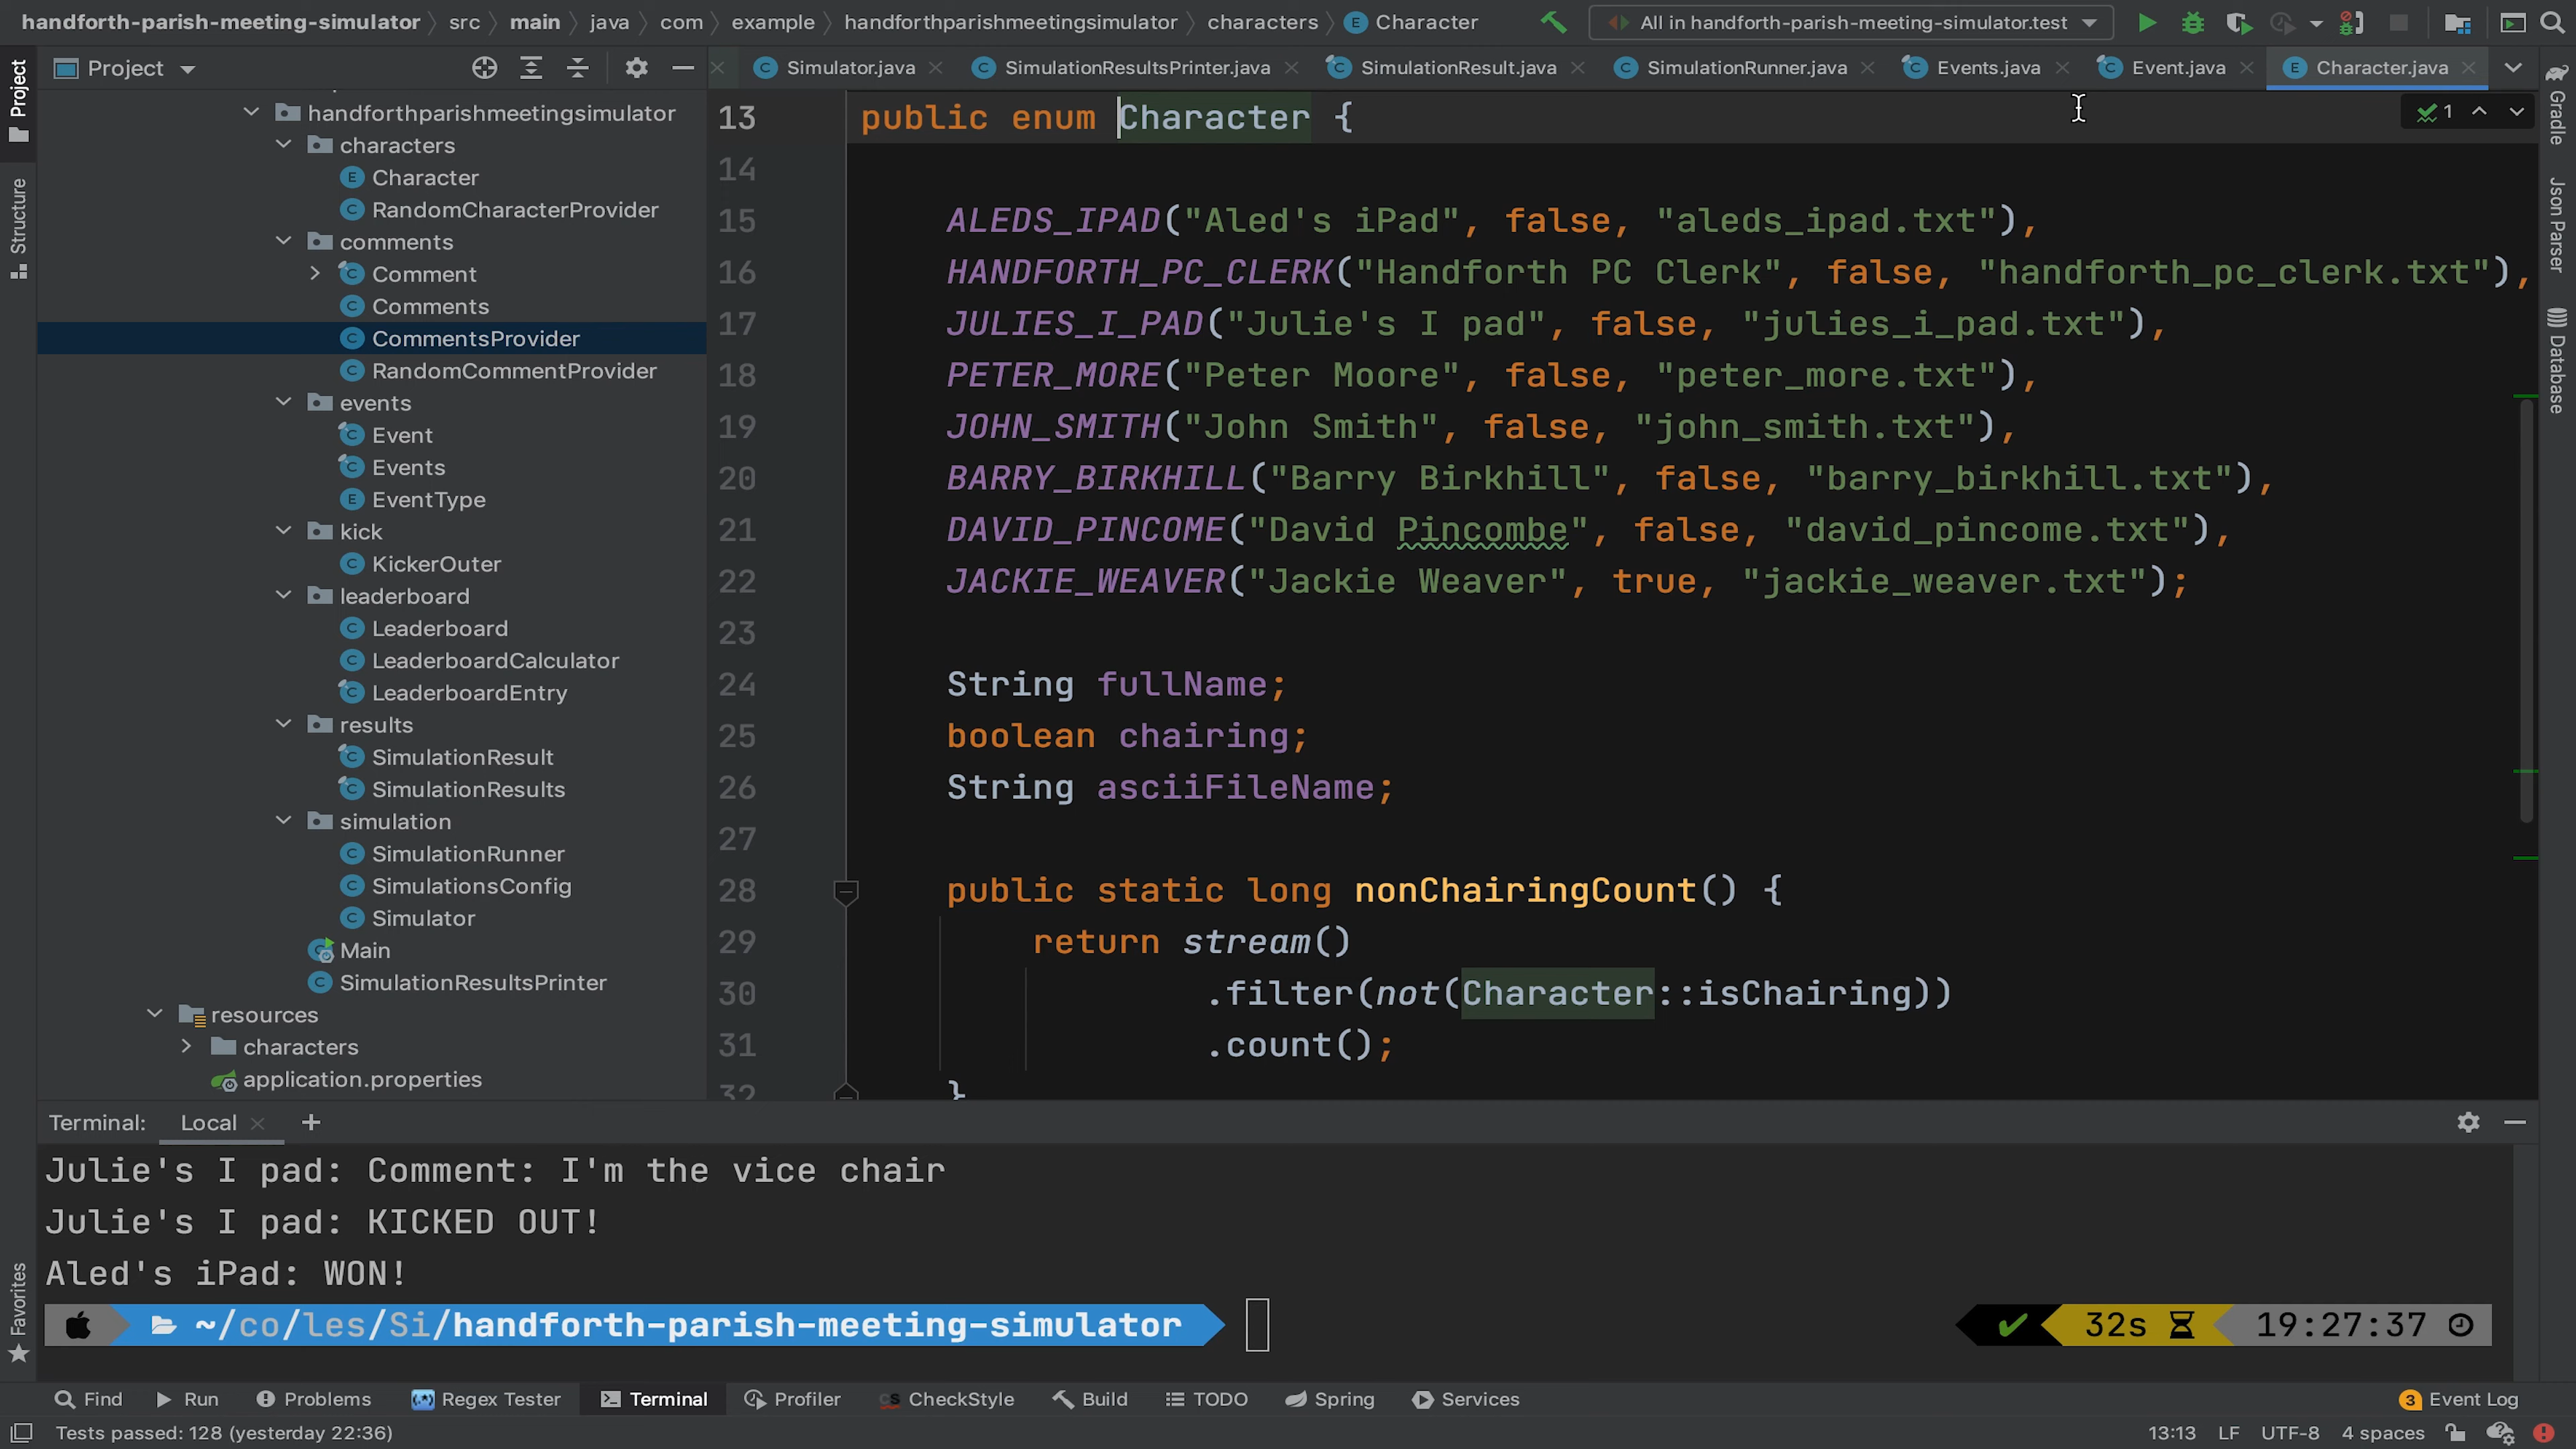 handforth-parish-meeting-simulator src main java com example handforthparishmeetingsimulator characters Character All in handforth-parish-meeting-simulator.test
Project
Simulator.java SimulationResultsPrinter.java SimulationResult.java SimulationRunner.java Events.java Event.java Character.java
handforthparishmeetingsimulator
characters
Character
RandomCharacterProvider
comments
Comment
Comments
CommentsProvider
RandomCommentProvider
events
Event
Events
EventType
kick
KickerOuter
leaderboard
Leaderboard
LeaderboardCalculator
LeaderboardEntry
results
SimulationResult
SimulationResults
simulation
SimulationRunner
SimulationsConfig
Simulator
Main
SimulationResultsPrinter
resources
characters
application.properties
Project
Structure
Favorites
1
13 public enum Character {
14
15 ALEDS_IPAD("Aled's iPad", false, "aleds_ipad.txt"),
16 HANDFORTH_PC_CLERK("Handforth PC Clerk", false, "handforth_pc_clerk.txt"),
17 JULIES_I_PAD("Julie's I pad", false, "julies_i_pad.txt"),
18 PETER_MORE("Peter Moore", false, "peter_more.txt"),
19 JOHN_SMITH("John Smith", false, "john_smith.txt"),
20 BARRY_BIRKHILL("Barry Birkhill", false, "barry_birkhill.txt"),
21 DAVID_PINCOME("David Pincombe", false, "david_pincome.txt"),
22 JACKIE_WEAVER("Jackie Weaver", true, "jackie_weaver.txt");
23
24 String fullName;
25 boolean chairing;
26 String asciiFileName;
27
28 public static long nonChairingCount() {
29 return stream()
30 .filter(not(Character::isChairing))
31 .count();
32 }
Gradle
Json Parser
Database
Terminal: Local
Julie's I pad: Comment: I'm the vice chair
Julie's I pad: KICKED OUT!
Aled's iPad: WON!
~/co/les/Si/handforth-parish-meeting-simulator 32s 19:27:37
Find Run Problems Regex Tester Terminal Profiler CheckStyle Build TODO Spring Services 3 Event Log
Tests passed: 128 (yesterday 22:36) 13:13 LF UTF-8 4 spaces